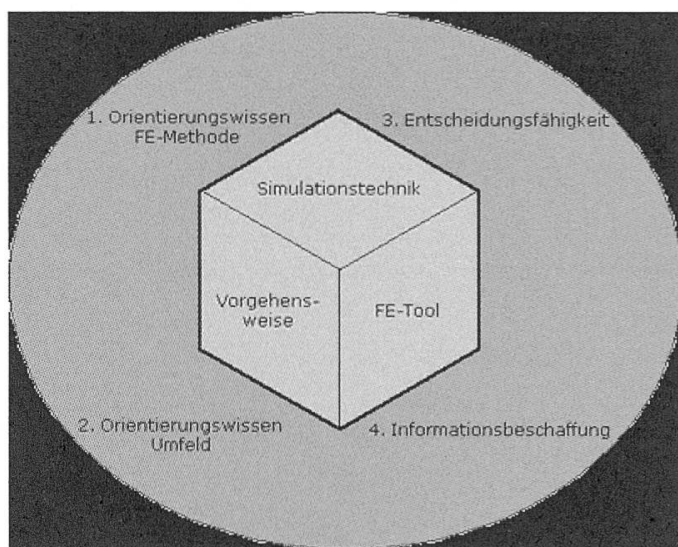 1. Orientierungswissen
FE-Methode
3. Entscheidungsfähigkeit
Simulationstechnik
Vorgehens-
weise
FE-Tool
2. Orientierungswissen
Umfeld
4. Informationsbeschaffung